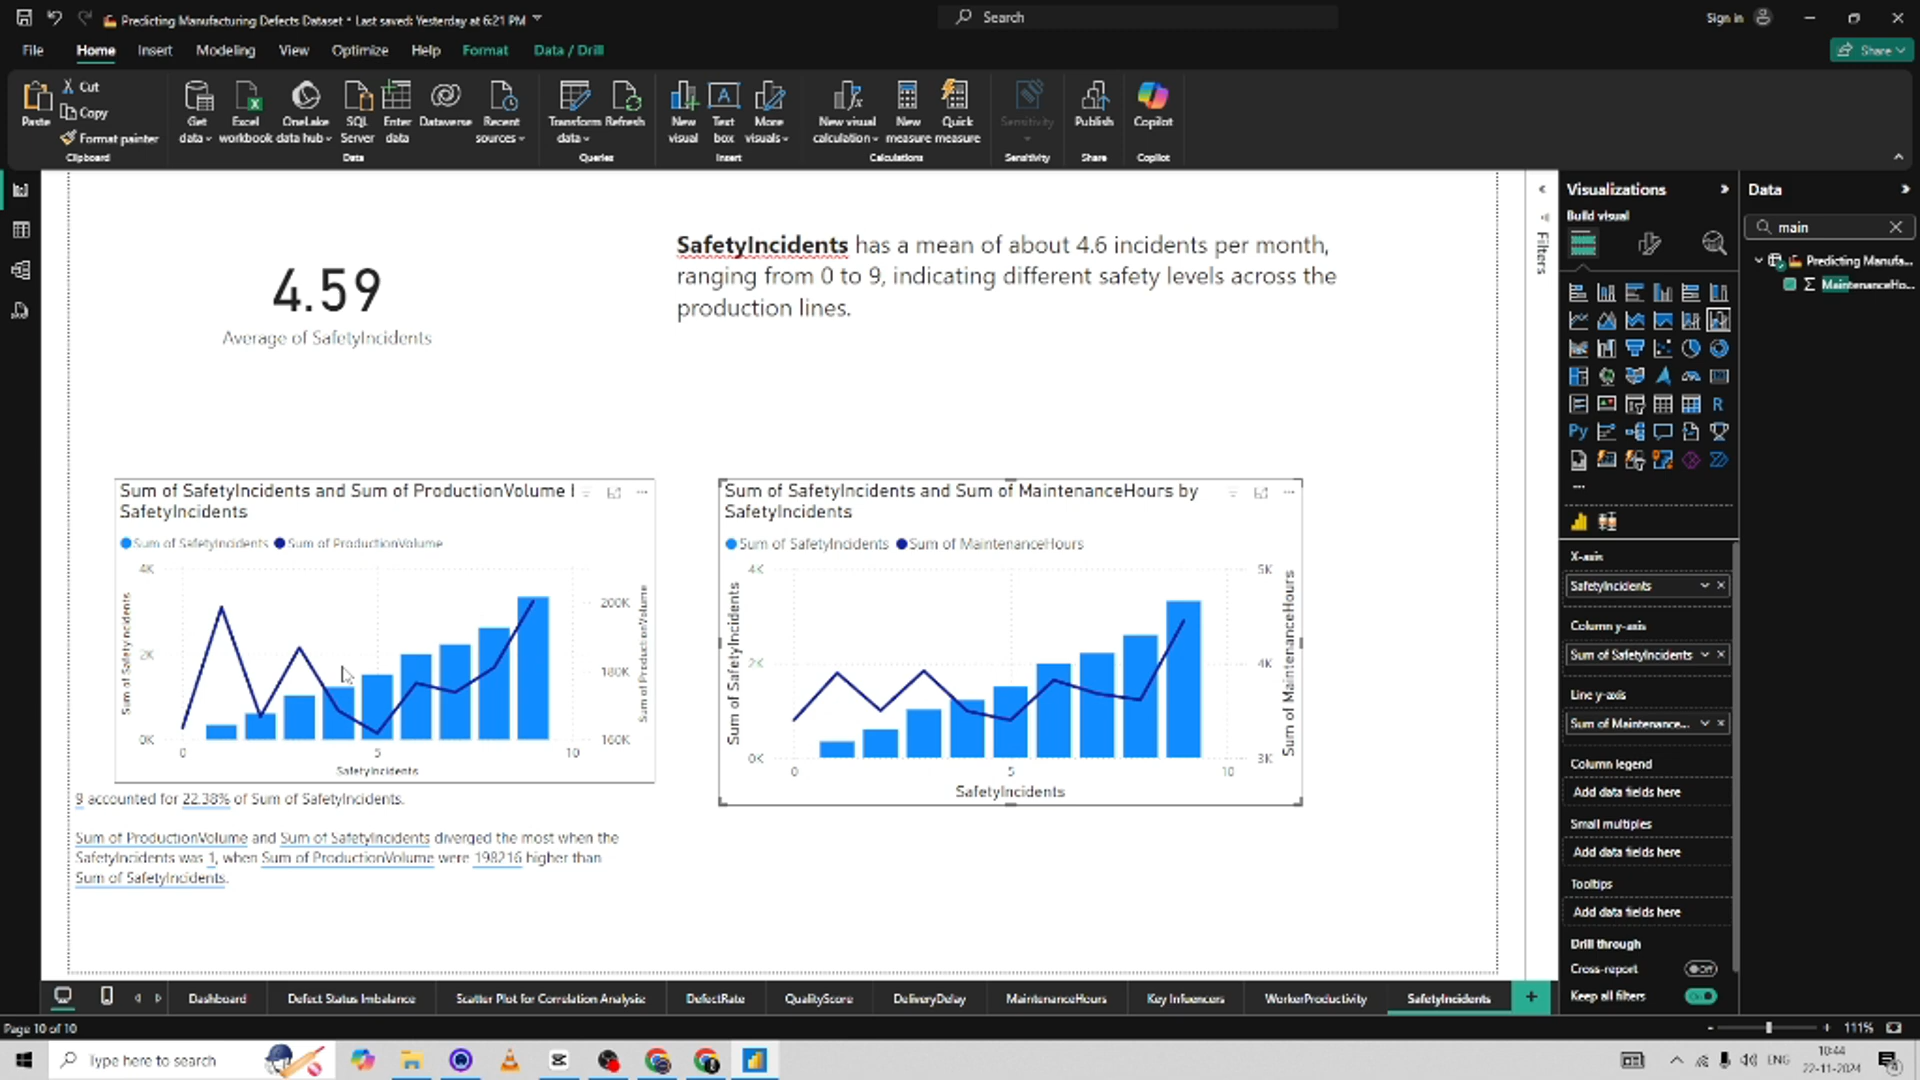 Predicting Manufacturing Defects Dataset * Last saved: Yesterday at 6:21 PM
Search
Sign in
File Home Insert Modeling View Optimize Help Format Data / Drill
Share
Paste
Cut
Copy
Format painter
Clipboard
Get data
Excel workbook
OneLake data hub
SQL Server
Enter data
Dataverse
Recent sources
Data
Transform data
Refresh
Queries
New visual
Text box
More visuals
Insert
New visual calculation
New measure
Quick measure
Calculations
Sensitivity
Sensitivity
Publish
Share
Copilot
Copilot
4.59
Average of SafetyIncidents
SafetyIncidents has a mean of about 4.6 incidents per month,
ranging from 0 to 9, indicating different safety levels across the
production lines.
Sum of SafetyIncidents and Sum of ProductionVolume
SafetyIncidents
Sum of SafetyIncidents Sum of ProductionVolume
4K
2K
0K
Sum of SafetyIncidents
200K
180K
160K
Sum of ProductionVolume
0 5 10
SafetyIncidents
9 accounted for 22.38% of Sum of SafetyIncidents.
Sum of ProductionVolume and Sum of SafetyIncidents diverged the most when the
SafetyIncidents was 1, when Sum of ProductionVolume were 198216 higher than
Sum of SafetyIncidents.
Sum of SafetyIncidents and Sum of MaintenanceHours by
SafetyIncidents
Sum of SafetyIncidents Sum of MaintenanceHours
4K
2K
0K
Sum of SafetyIncidents
5K
4K
3K
Sum of MaintenanceHours
0 5 10
SafetyIncidents
Filters
Visualizations
Build visual
R
Py
...
X-axis
SafetyIncidents
Column y-axis
Sum of SafetyIncidents
Line y-axis
Sum of Maintenance...
Column legend
Add data fields here
Small multiples
Add data fields here
Tooltips
Add data fields here
Drill through
Cross-report
Off
Keep all filters
On
Data
main
Predicting Manufa...
MaintenanceHo...
Dashboard
Defect Status Imbalance
Scatter Plot for Correlation Analysis:
DefectRate
QualityScore
DeliveryDelay
MaintenanceHours
Key Infuencers
WorkerProductivity
SafetyIncidents
+
Page 10 of 10
- + 111%
Type here to search
ENG
10:44
22-11-2024
4